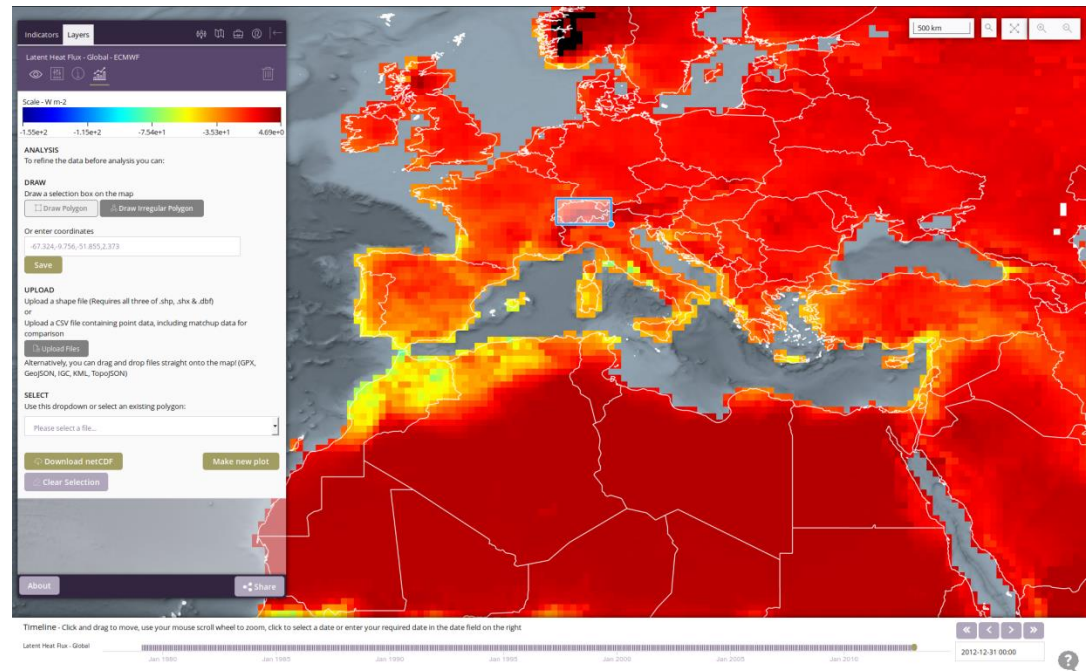 Indicators Layers
Latent Heat Flux - Global - ECMWF
Scale - W m-2
-1.55e+2 -1.15e+2 -7.54e+1 -3.53e+1 4.69e+0
ANALYSIS
To refine the data before analysis you can:
DRAW
Draw a selection box on the map
Draw Polygon Draw Irregular Polygon
Or enter coordinates
-67.324,-9.756,-51.855,2.373
Save
UPLOAD
Upload a shape file (Requires all three of .shp, .shx & .dbf)
or
Upload a CSV file containing point data, including matchup data for
comparison
Upload Files
Alternatively, you can drag and drop files straight onto the map! (GPX,
GeoJSON, IGC, KML, TopoJSON)
SELECT
Use this dropdown or select an existing polygon:
Please select a file...
Download netCDF Make new plot
Clear Selection
About Share
500 km
Timeline - Click and drag to move, use your mouse scroll wheel to zoom, click to select a date or enter your required date in the date field on the right
Latent Heat Flux - Global
Jan 1980 Jan 1985 Jan 1990 Jan 1995 Jan 2000 Jan 2005 Jan 2010
2012-12-31 00:00
?